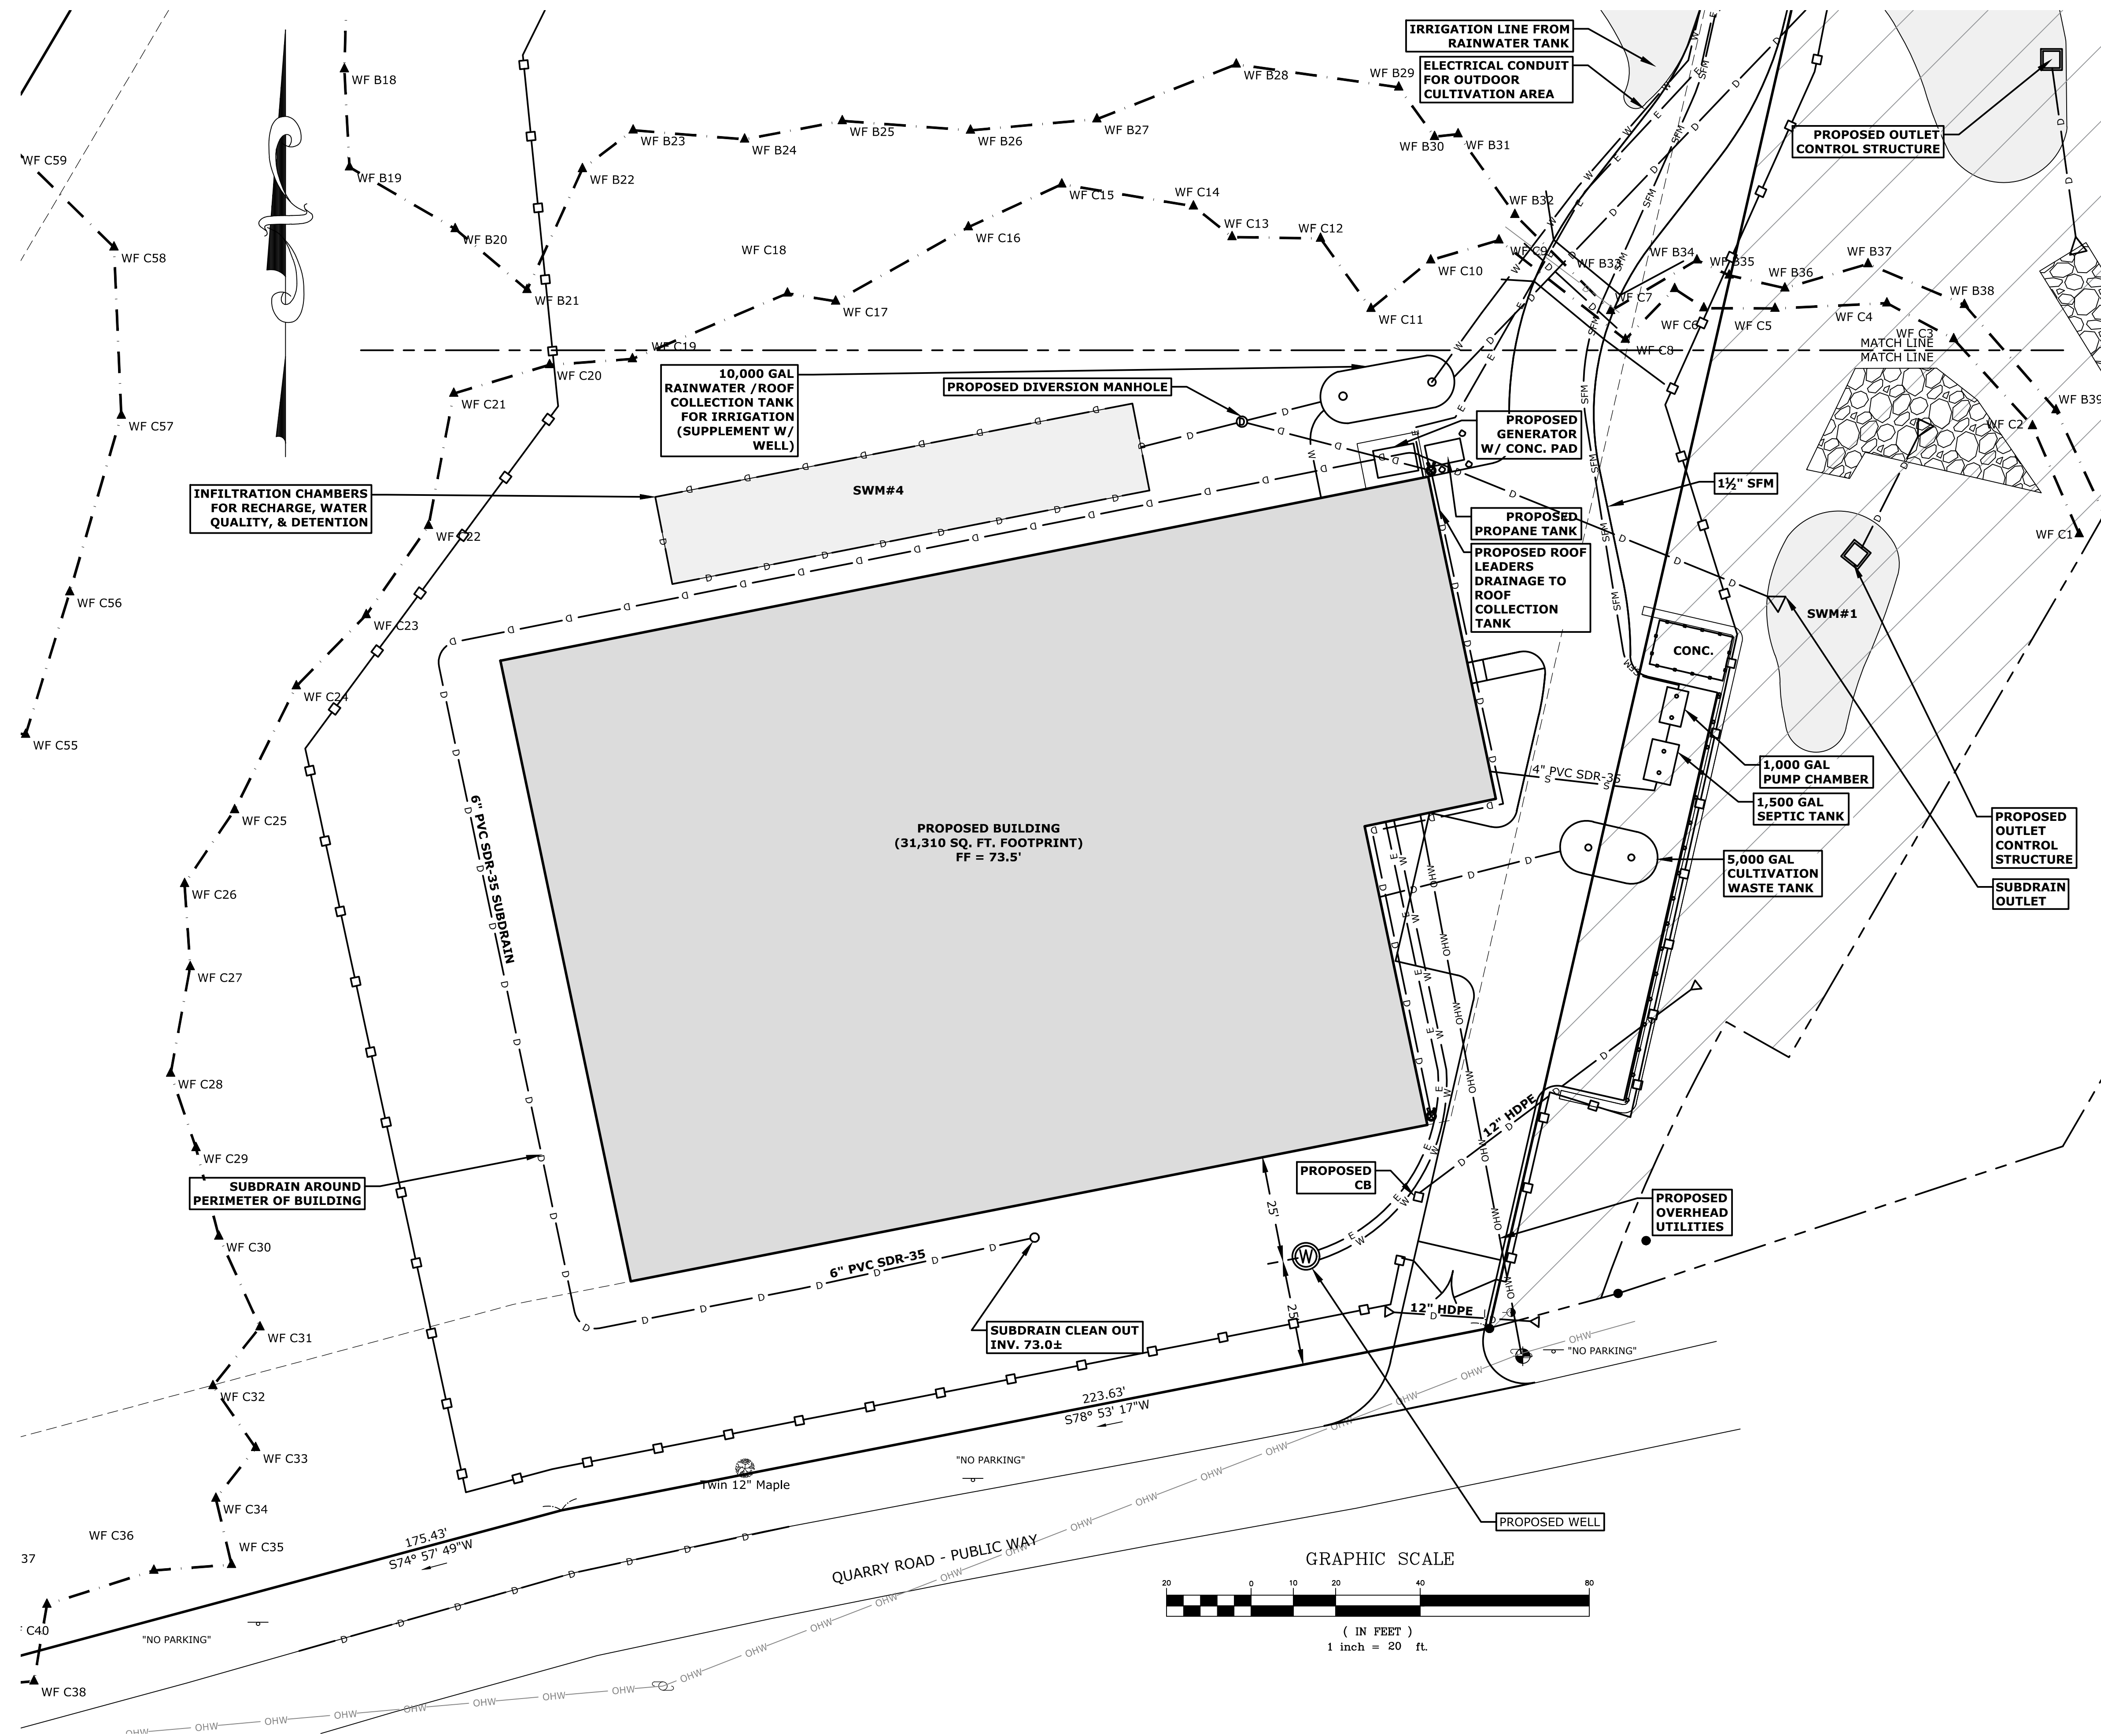 IRRIGATION LINE FROM
RAINWATER TANK
ELECTRICAL CONDUIT
FOR OUTDOOR
CULTIVATION AREA
PROPOSED OUTLET
CONTROL STRUCTURE
WF B18
WF B19
WF B20
WF B21
WF B22
WF B23
WF B24
WF B25
WF B26
WF B27
WF B28
WF B29
WF B30
WF B31
WF B32
WF B33
WF B34
WF B35
WF B36
WF B37
WF B38
WF B39
WF C59
WF C58
WF C57
WF C56
WF C55
WF C18
WF C17
WF C16
WF C15
WF C14
WF C13
WF C12
WF C11
WF C10
WF C9
WF C8
WF C7
WF C6
WF C5
WF C4
WF C3
WF C2
WF C1
MATCH LINE
MATCH LINE
WF C19
WF C20
WF C21
WF C22
WF C23
WF C24
WF C25
WF C26
WF C27
WF C28
WF C29
WF C30
WF C31
WF C32
WF C33
WF C34
WF C35
WF C36
37
C40
WF C38
10,000 GAL
RAINWATER /ROOF
COLLECTION TANK
FOR IRRIGATION
(SUPPLEMENT W/
WELL)
PROPOSED DIVERSION MANHOLE
PROPOSED
GENERATOR
W/ CONC. PAD
INFILTRATION CHAMBERS
FOR RECHARGE, WATER
QUALITY, & DETENTION
SWM#4
1½" SFM
PROPOSED
PROPANE TANK
PROPOSED ROOF
LEADERS
DRAINAGE TO
ROOF
COLLECTION
TANK
SWM#1
CONC.
1,000 GAL
PUMP CHAMBER
4" PVC SDR-35
1,500 GAL
SEPTIC TANK
5,000 GAL
CULTIVATION
WASTE TANK
PROPOSED
OUTLET
CONTROL
STRUCTURE
SUBDRAIN
OUTLET
PROPOSED BUILDING
(31,310 SQ. FT. FOOTPRINT)
FF = 73.5'
6" PVC SDR-35 SUBDRAIN
SUBDRAIN AROUND
PERIMETER OF BUILDING
6" PVC SDR-35
SUBDRAIN CLEAN OUT
INV. 73.0±
25'
25'
PROPOSED
CB
12" HDPE
12" HDPE
W
PROPOSED
OVERHEAD
UTILITIES
"NO PARKING"
223.63'
S78° 53' 17"W
Twin 12" Maple
"NO PARKING"
PROPOSED WELL
175.43'
S74° 57' 49"W
QUARRY ROAD - PUBLIC WAY
"NO PARKING"
OHW
SFM
GRAPHIC SCALE
20 0 10 20 40 80
( IN FEET )
1 inch = 20 ft.